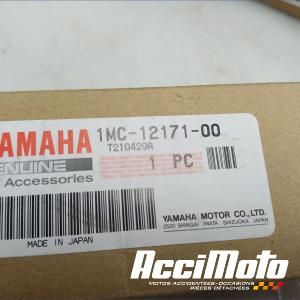 YAMAHA 1MC-12171-00
T210429A
GENUINE 1 PC
Accessories
YAMAHA MOTOR CO.,LTD.
2500 SHINGAI IWATA SHIZUOKA JAPAN
MADE IN JAPAN
AcciMoto
MOTOS ACCIDENTÉES - OCCASIONS
PIÈCES DÉTACHÉES